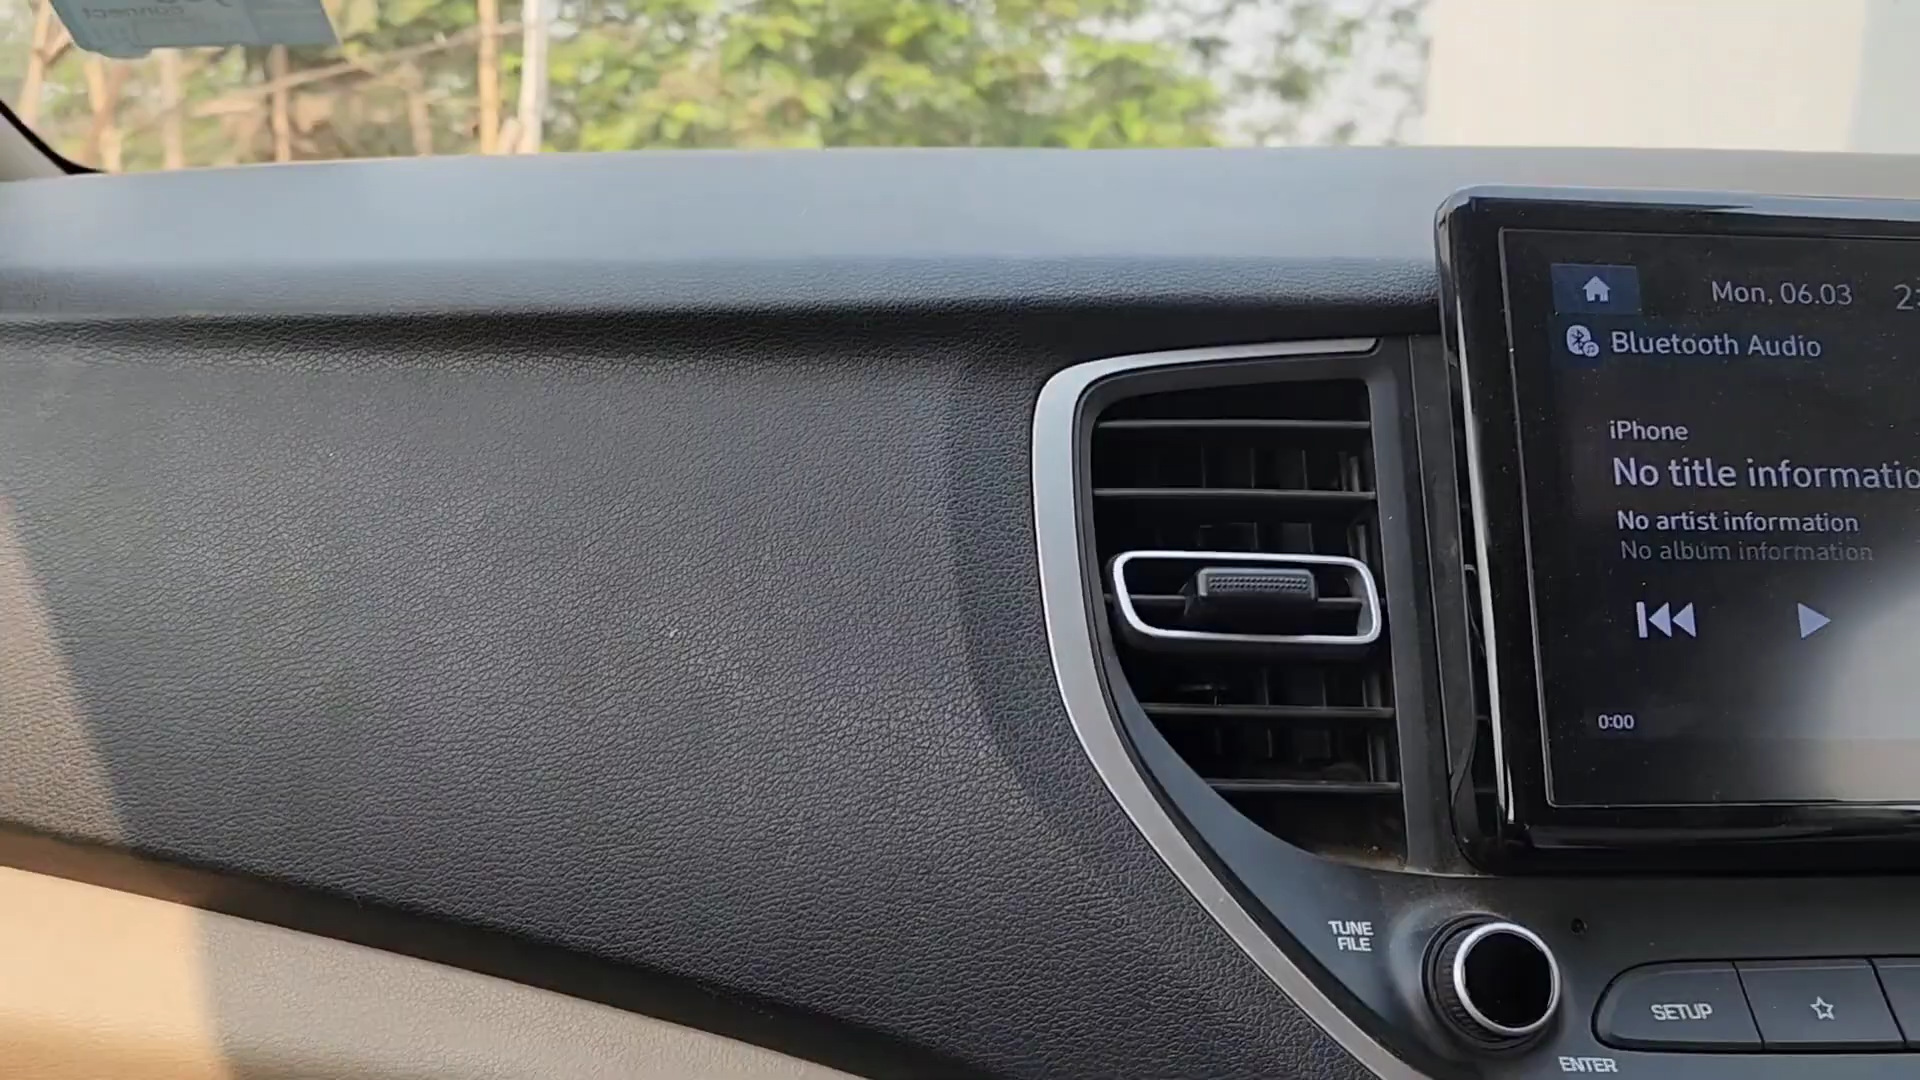 connect
Mon, 06.03
Bluetooth Audio
iPhone
No title informatio
No artist information
No album information
0:00
TUNE
FILE
SETUP
ENTER